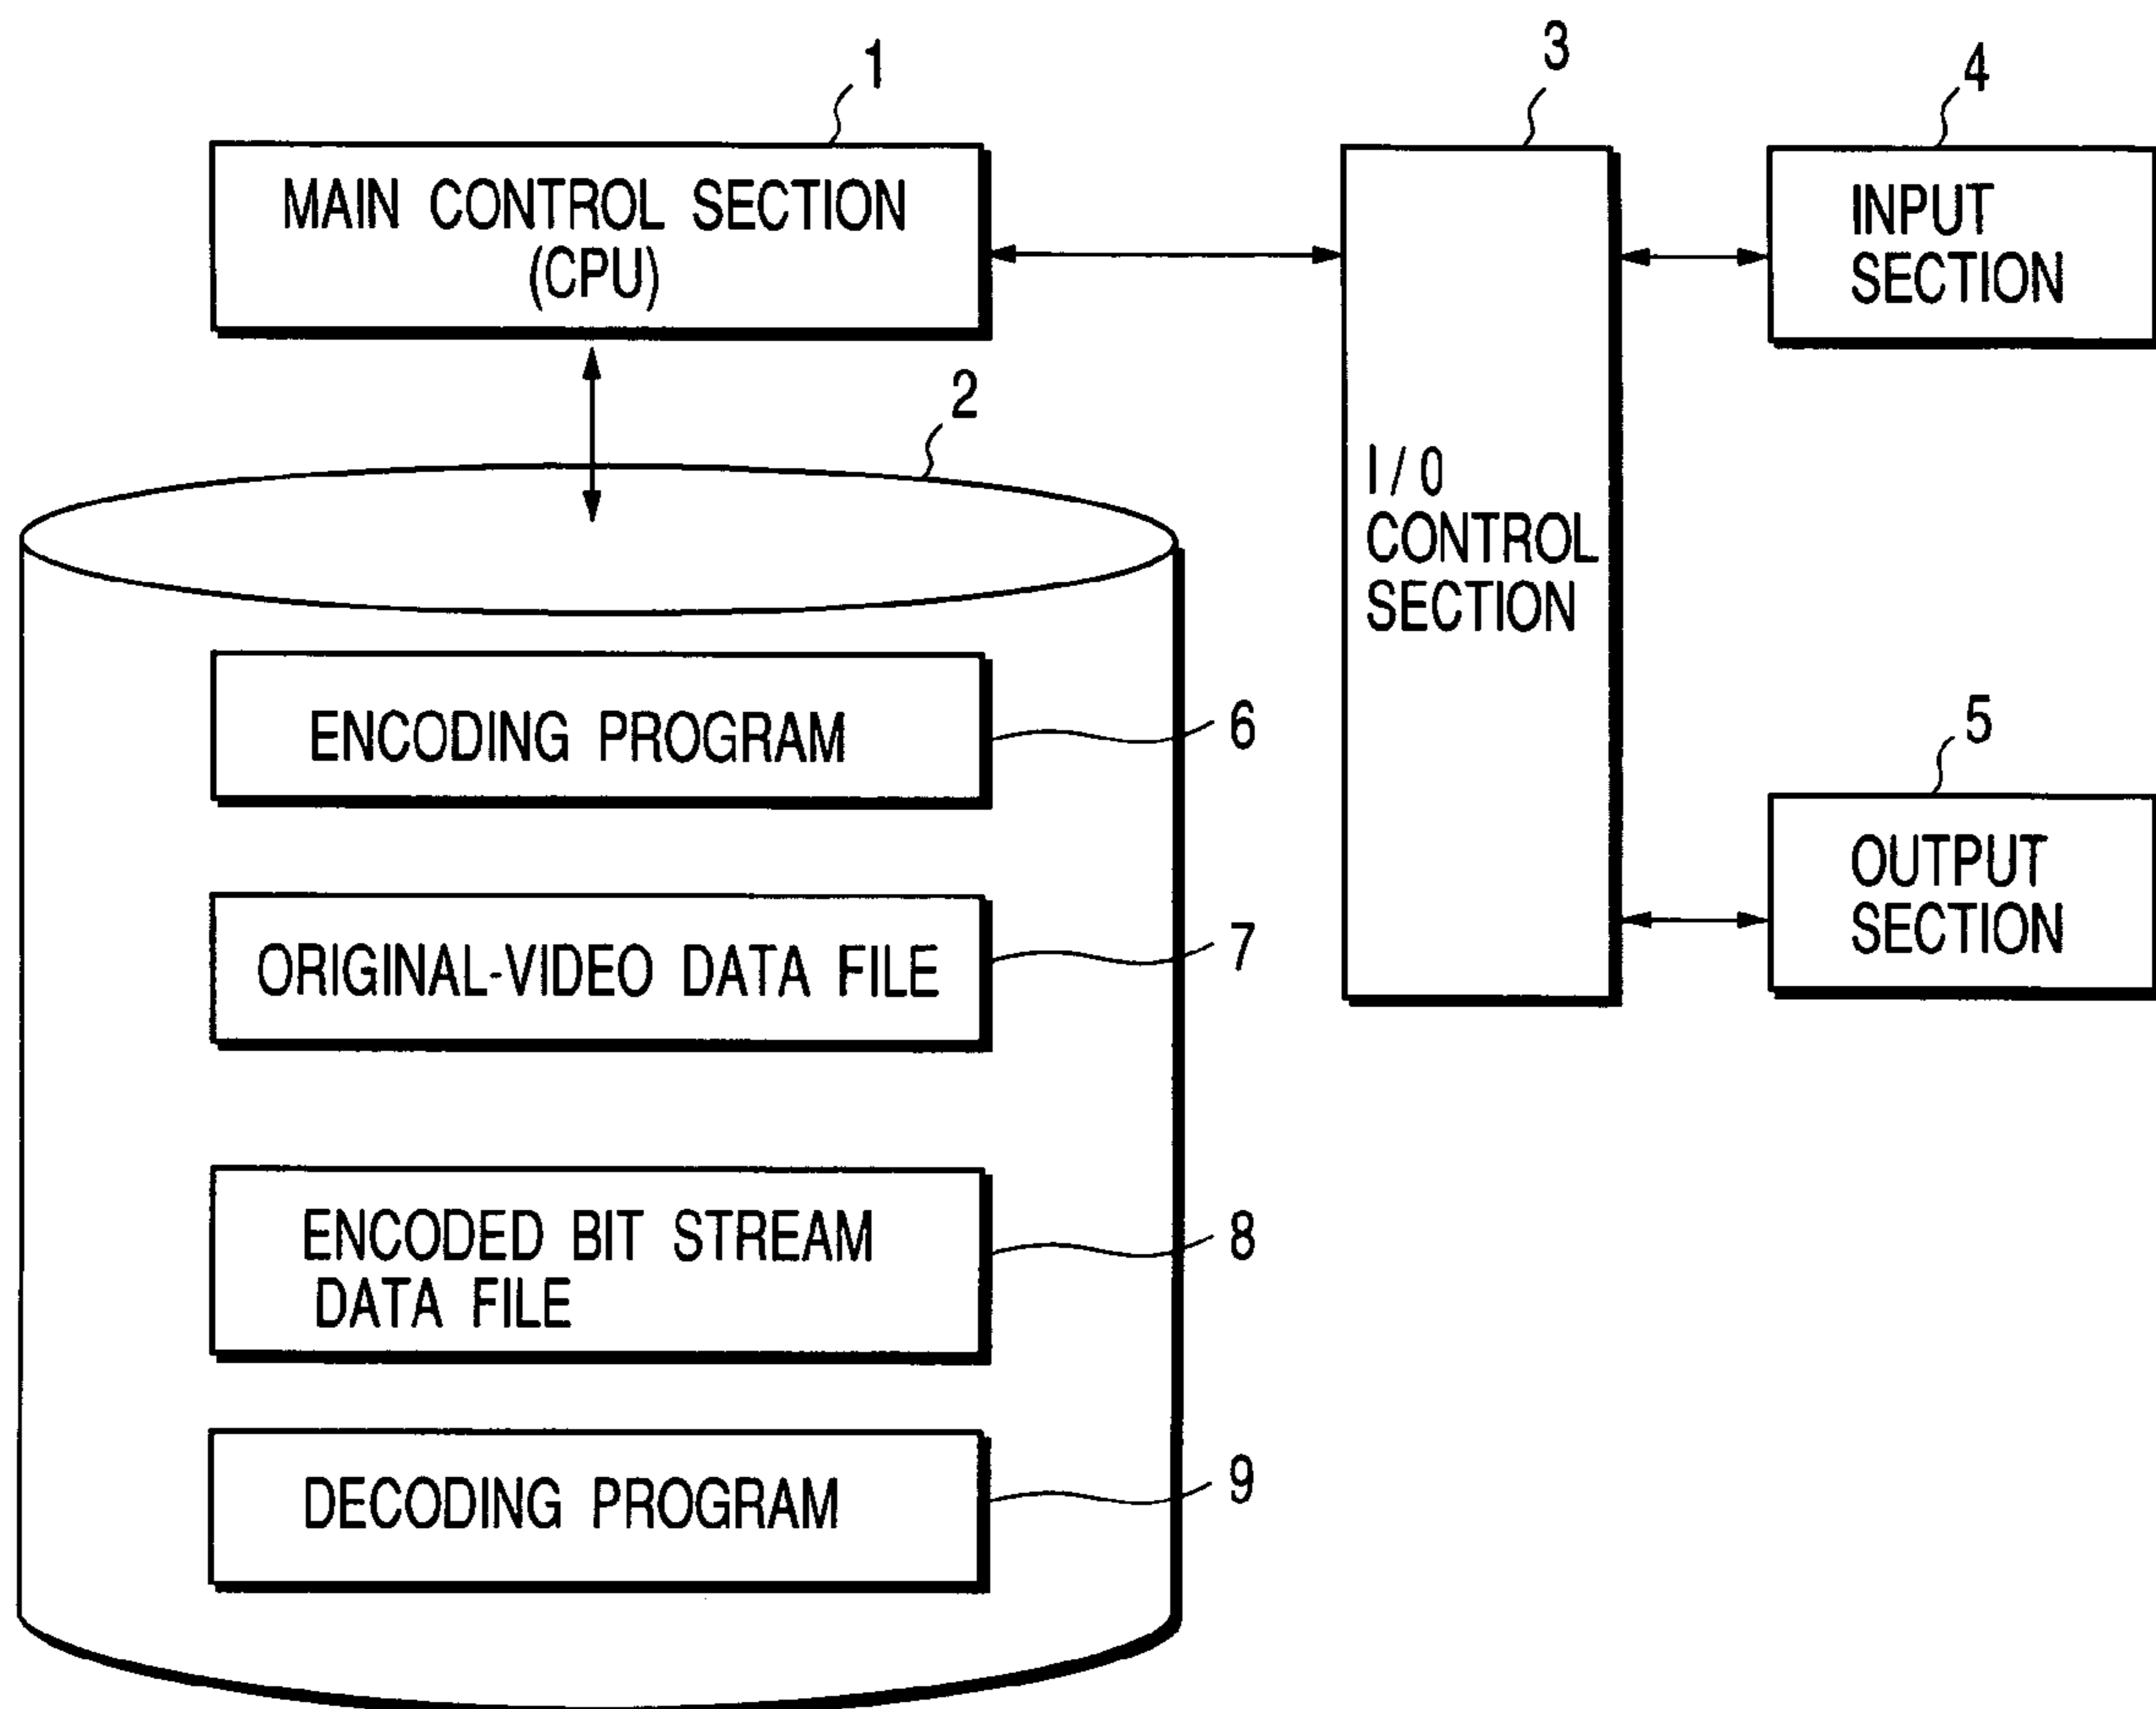 1
MAIN CONTROL SECTION
(CPU)
2
3
I/O
CONTROL
SECTION
4
INPUT
SECTION
5
OUTPUT
SECTION
ENCODING PROGRAM
6
ORIGINAL-VIDEO DATA FILE
7
ENCODED BIT STREAM
DATA FILE
8
DECODING PROGRAM
9